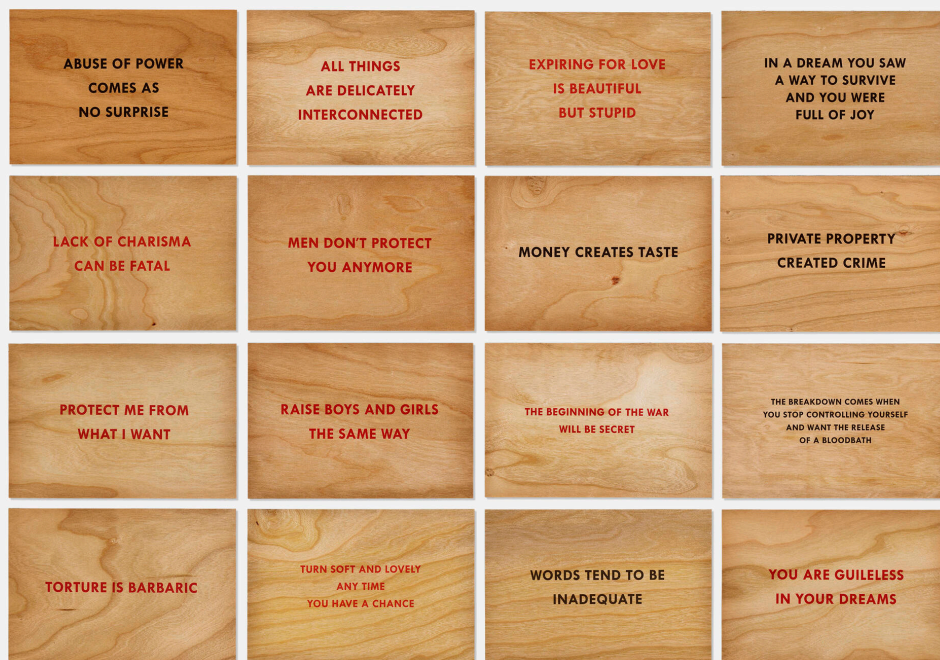 ABUSE OF POWER
COMES AS
NO SURPRISE
ALL THINGS
ARE DELICATELY
INTERCONNECTED
EXPIRING FOR LOVE
IS BEAUTIFUL
BUT STUPID
IN A DREAM YOU SAW
A WAY TO SURVIVE
AND YOU WERE
FULL OF JOY
LACK OF CHARISMA
CAN BE FATAL
MEN DON'T PROTECT
YOU ANYMORE
MONEY CREATES TASTE
PRIVATE PROPERTY
CREATED CRIME
PROTECT ME FROM
WHAT I WANT
RAISE BOYS AND GIRLS
THE SAME WAY
THE BEGINNING OF THE WAR
WILL BE SECRET
THE BREAKDOWN COMES WHEN
YOU STOP CONTROLLING YOURSELF
AND WANT THE RELEASE
OF A BLOODBATH
TORTURE IS BARBARIC
TURN SOFT AND LOVELY
ANY TIME
YOU HAVE A CHANCE
WORDS TEND TO BE
INADEQUATE
YOU ARE GUILELESS
IN YOUR DREAMS